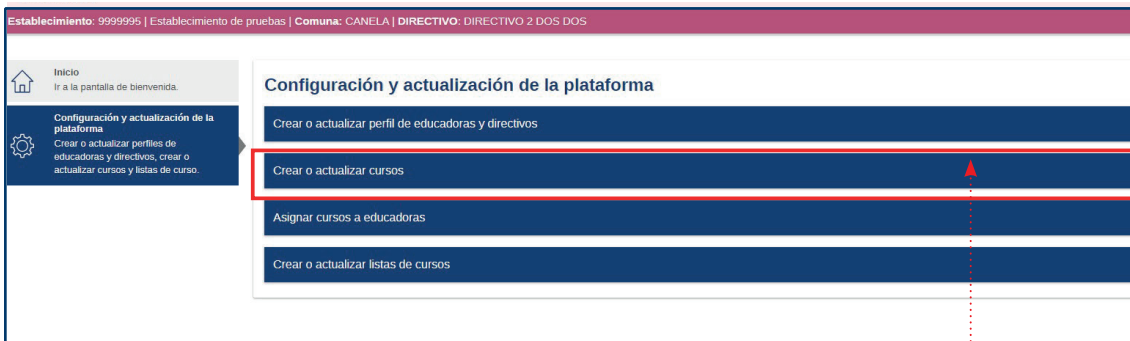 Establecimiento: 9999995 | Establecimiento de pruebas | Comuna: CANELA | DIRECTIVO: DIRECTIVO 2 DOS DOS
Inicio
Ir a la pantalla de bienvenida.
Configuración y actualización de la
plataforma
Crear o actualizar perfiles de
educadoras y directivos, crear o
actualizar cursos y listas de curso.
Configuración y actualización de la plataforma
Crear o actualizar perfil de educadoras y directivos
Crear o actualizar cursos
Asignar cursos a educadoras
Crear o actualizar listas de cursos